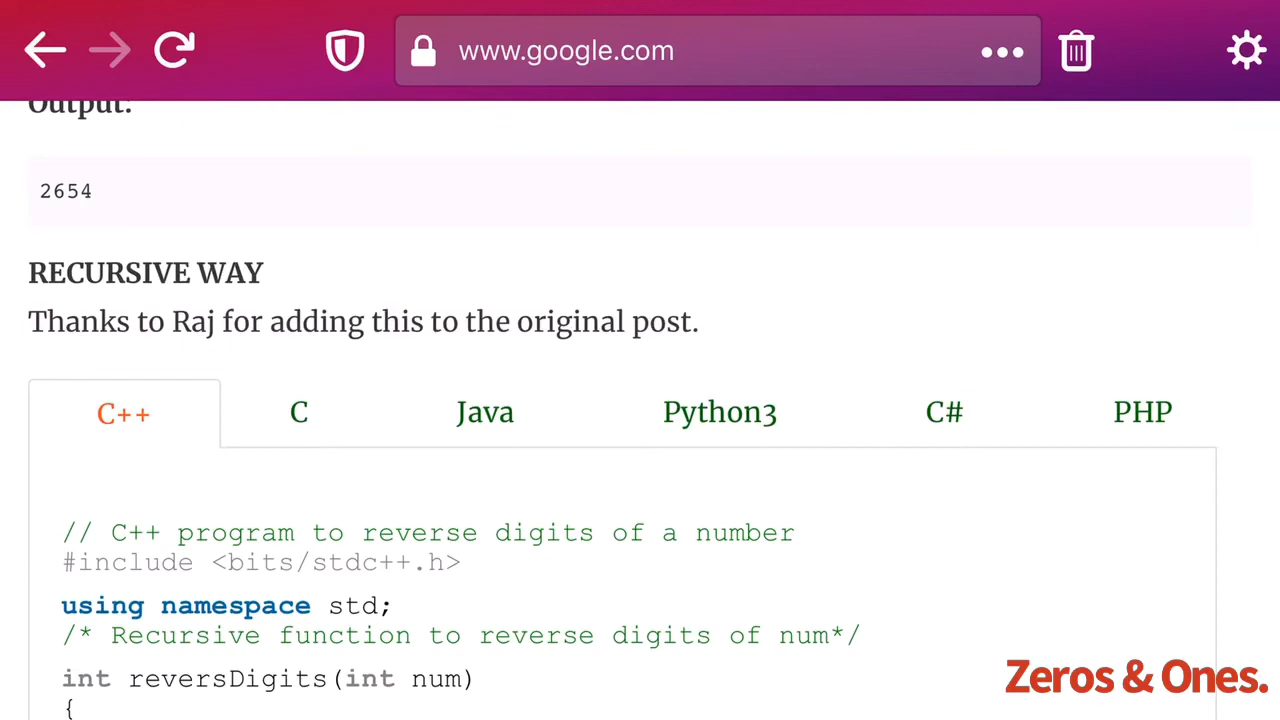 www.google.com
Output:
2654
RECURSIVE WAY
Thanks to Raj for adding this to the original post.
C++ C Java Python3 C# PHP
// C++ program to reverse digits of a number
#include <bits/stdc++.h>
using namespace std;
/* Recursive function to reverse digits of num*/
int reversDigits(int num)
{
Zeros & Ones.